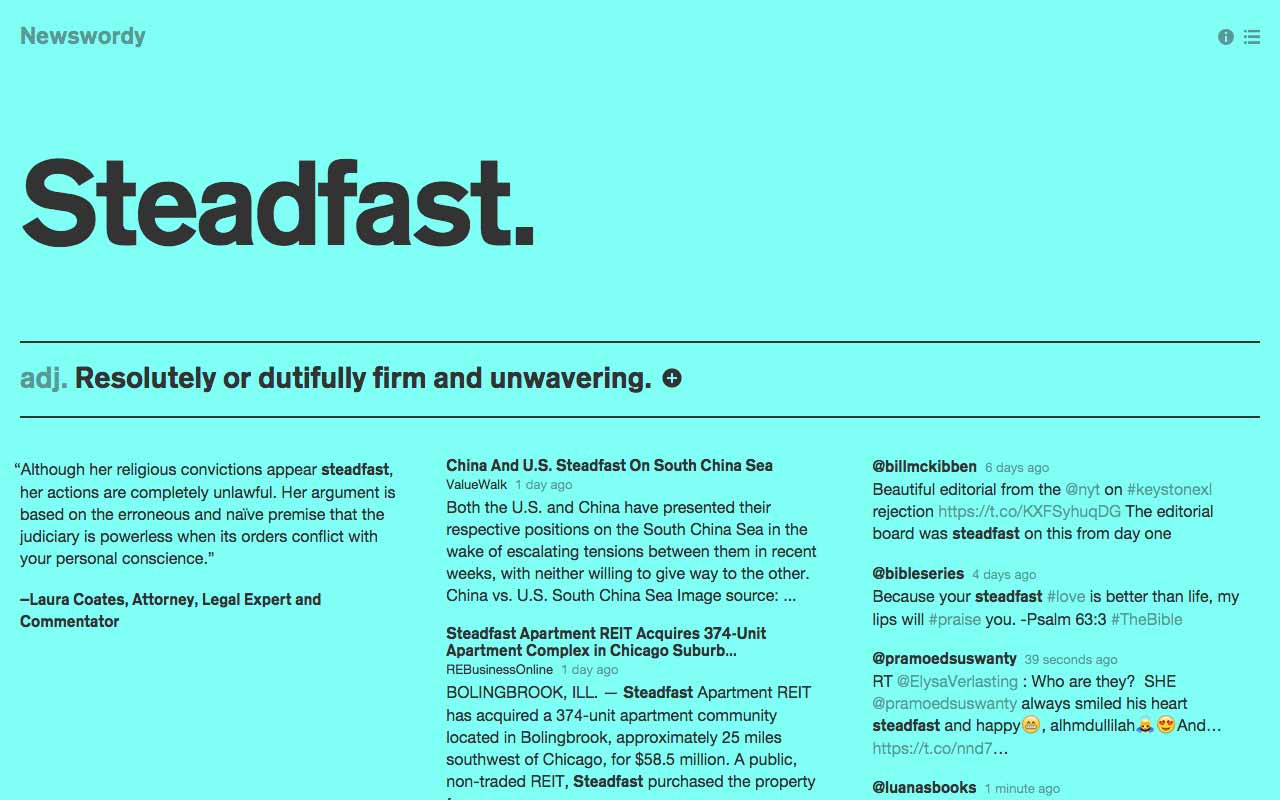 Newswordy
Steadfast.
adj. Resolutely or dutifully firm and unwavering.
“Although her religious convictions appear steadfast,
her actions are completely unlawful. Her argument is
based on the erroneous and naïve premise that the
judiciary is powerless when its orders conflict with
your personal conscience.”
–Laura Coates, Attorney, Legal Expert and
Commentator
China And U.S. Steadfast On South China Sea
ValueWalk 1 day ago
Both the U.S. and China have presented their
respective positions on the South China Sea in the
wake of escalating tensions between them in recent
weeks, with neither willing to give way to the other.
China vs. U.S. South China Sea Image source: ...
Steadfast Apartment REIT Acquires 374-Unit
Apartment Complex in Chicago Suburb...
REBusinessOnline 1 day ago
BOLINGBROOK, ILL. — Steadfast Apartment REIT
has acquired a 374-unit apartment community
located in Bolingbrook, approximately 25 miles
southwest of Chicago, for $58.5 million. A public,
non-traded REIT, Steadfast purchased the property
@billmckibben 6 days ago
Beautiful editorial from the @nyt on #keystonexl
rejection https://t.co/KXFSyhuqDG The editorial
board was steadfast on this from day one
@bibleseries 4 days ago
Because your steadfast #love is better than life, my
lips will #praise you. -Psalm 63:3 #TheBible
@pramoedsuswanty 39 seconds ago
RT @ElysaVerlasting : Who are they? SHE
@pramoedsuswanty always smiled his heart
steadfast and happy😁, alhmdullilah🙇😍And…
https://t.co/nnd7…
@luanasbooks 1 minute ago